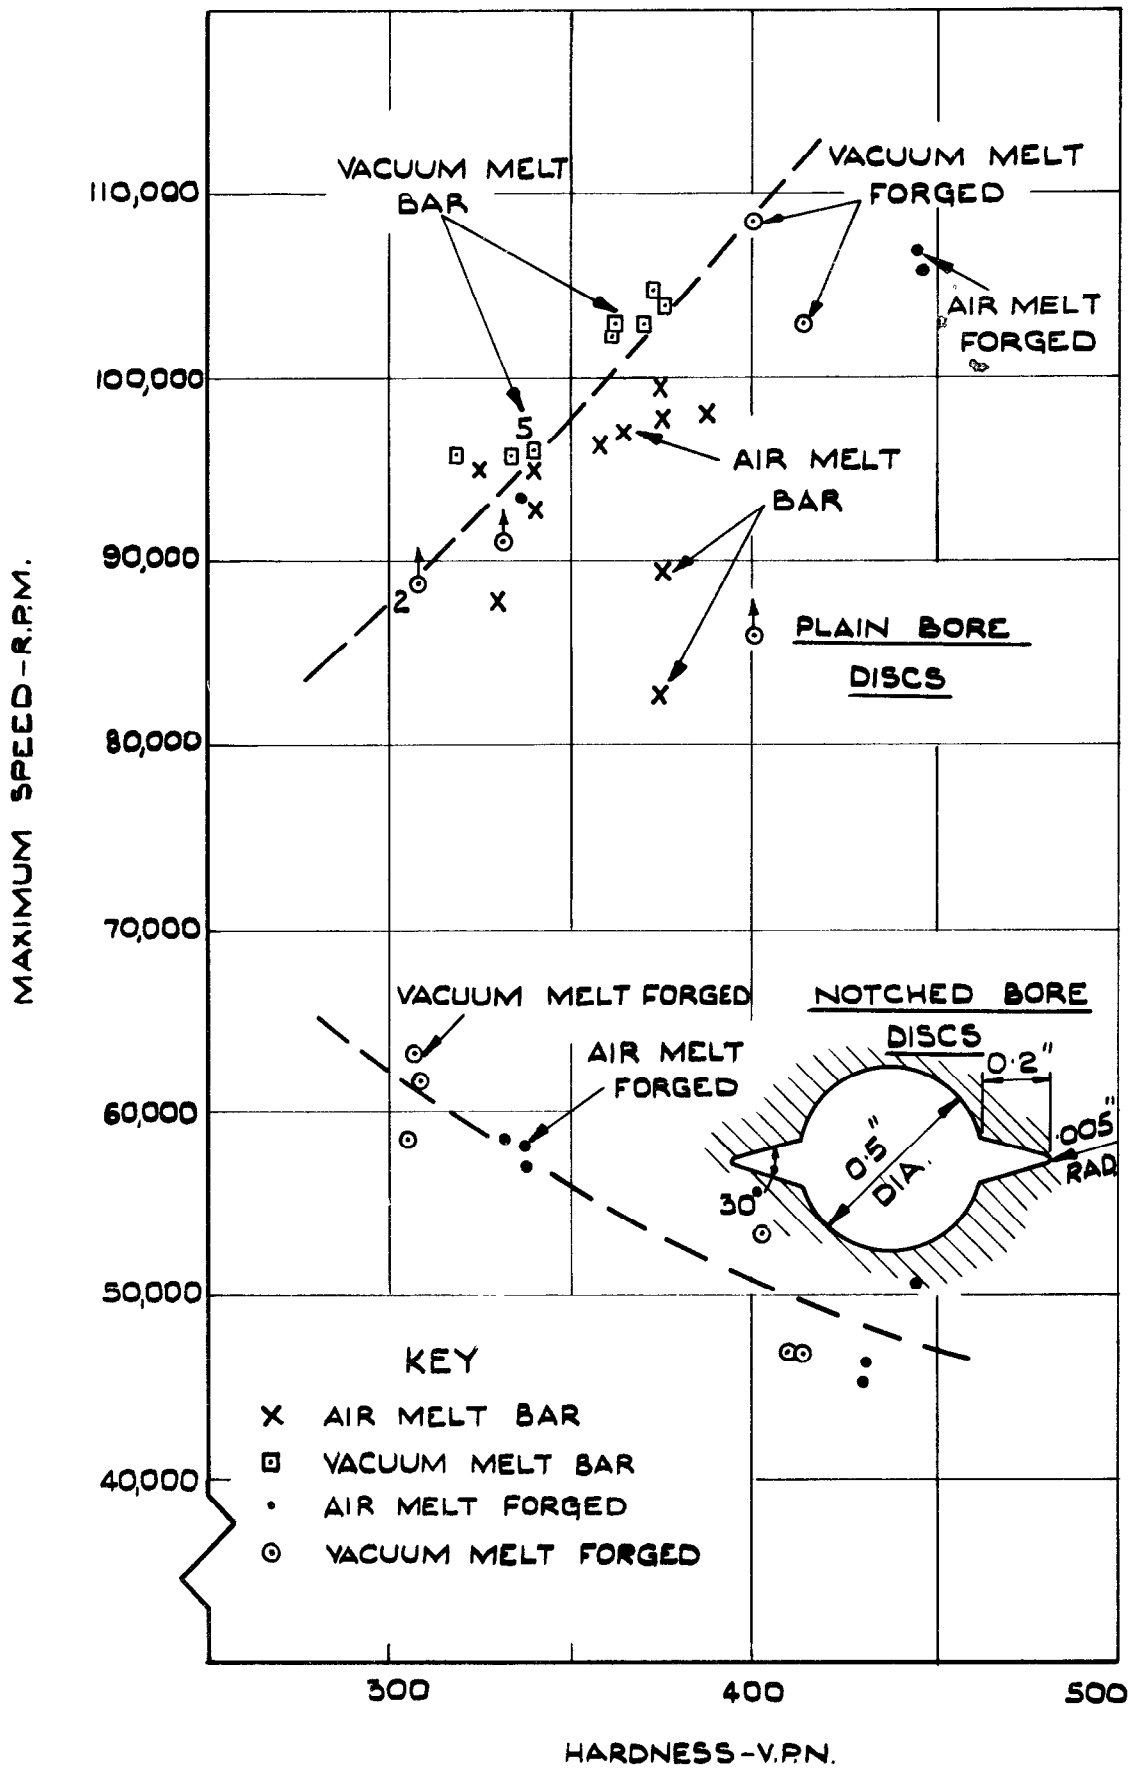 VACUUM MELT
BAR
VACUUM MELT
FORGED
110,000
AIR MELT
FORGED
100,000
5
AIR MELT
BAR
90,000
2
PLAIN BORE
DISCS
80,000
MAXIMUM SPEED-R.P.M.
70,000
VACUUM MELT FORGED
NOTCHED BORE
DISCS
AIR MELT
FORGED
0.2"
60,000
.005"
RAD
0.5"
DIA.
30°
50,000
KEY
X AIR MELT BAR
⊡ VACUUM MELT BAR
• AIR MELT FORGED
⊙ VACUUM MELT FORGED
40,000
300 400 500
HARDNESS-V.P.N.